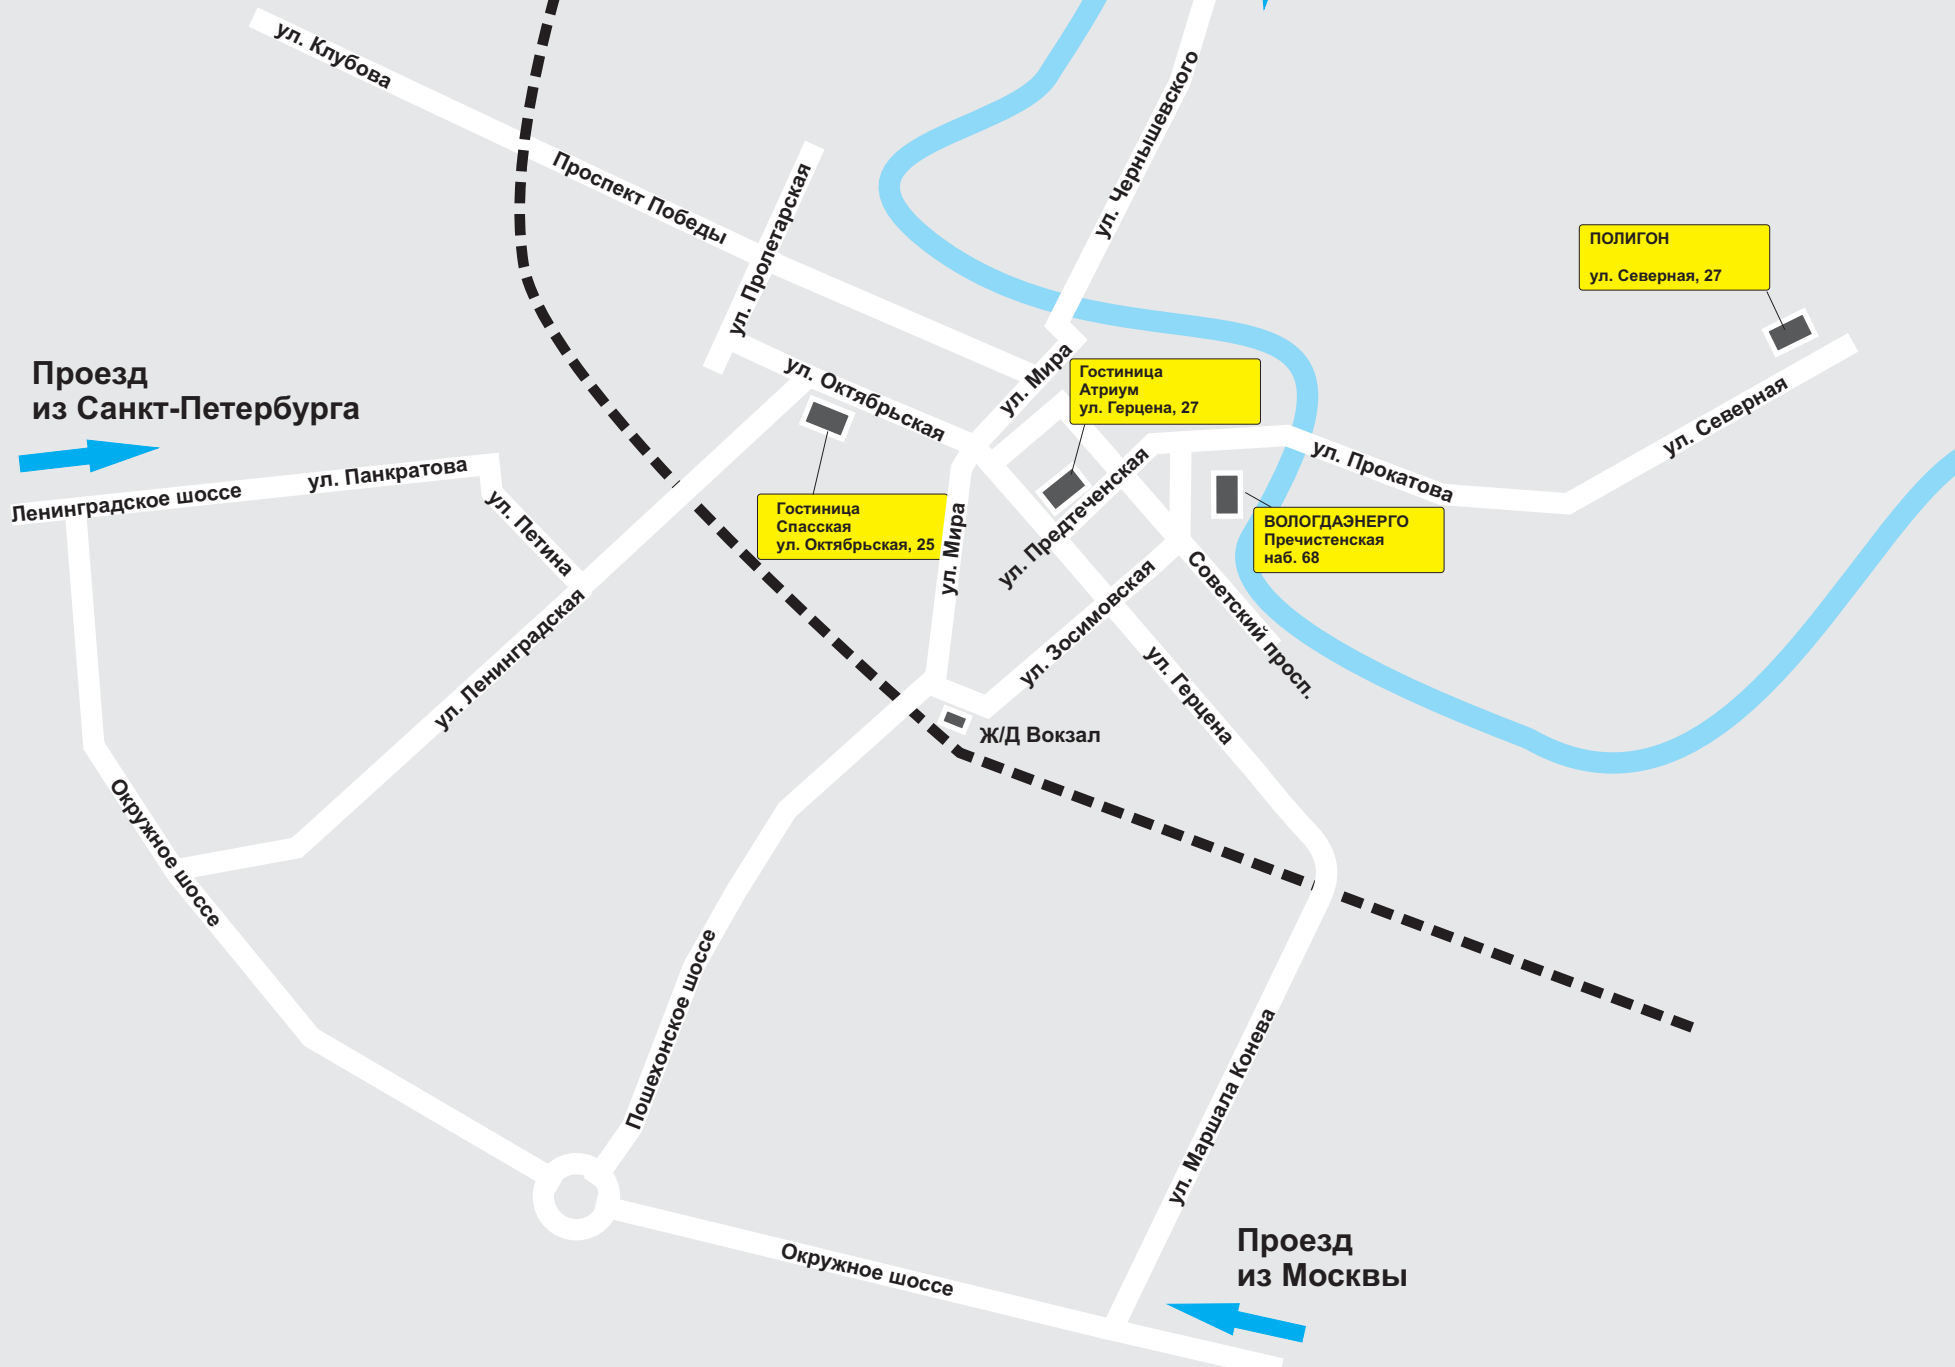 ул. Клубова
Проспект Победы
ул. Пролетарская
ул. Чернышевского
ПОЛИГОН
ул. Северная, 27
Проезд
из Санкт-Петербурга
ул. Октябрьская
ул. Мира
Гостиница
Атриум
ул. Герцена, 27
ул. Северная
ул. Прокатова
Ленинградское шоссе
ул. Панкратова
ул. Петина
Гостиница
Спасская
ул. Октябрьская, 25
ул. Мира
ул. Предтеченская
ВОЛОГДАЭНЕРГО
Пречистенская
наб. 68
Советский просп.
ул. Зосимовская
ул. Ленинградская
ул. Герцена
Ж/Д Вокзал
Окружное шоссе
Пошехонское шоссе
ул. Маршала Конева
Окружное шоссе
Проезд
из Москвы